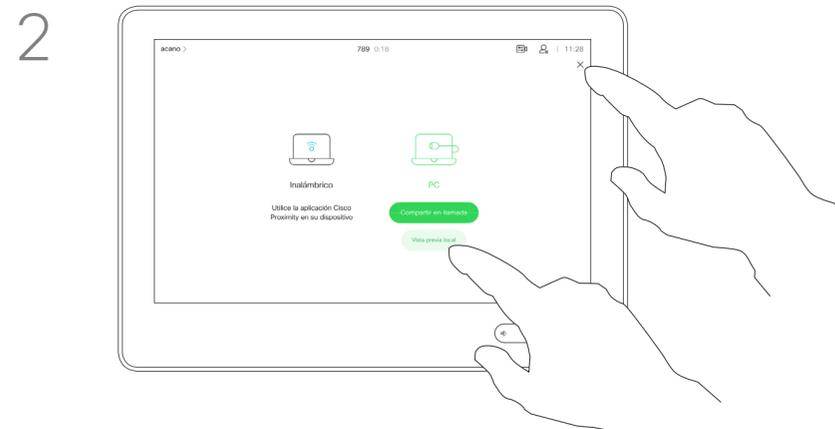 2
acano
789 0:18
11:28
Inalámbrico
PC
Utilice la aplicación Cisco
Proximity en su dispositivo
Compartir en llamada
Vista previa local